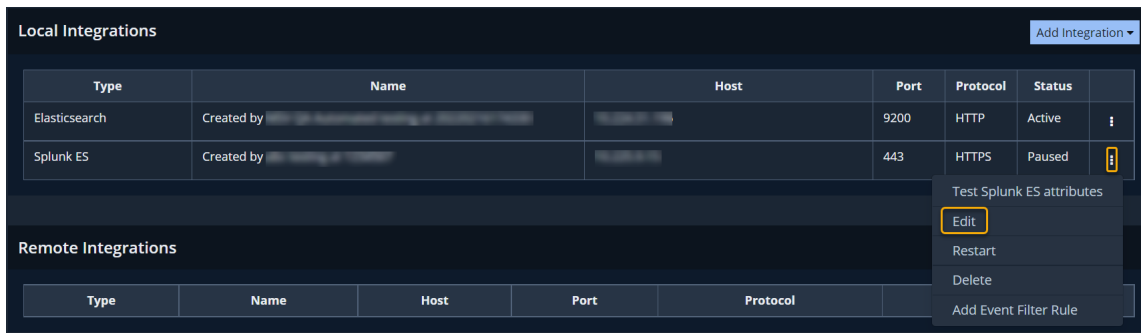 Local Integrations
Add Integration
Type Name Host Port Protocol Status
Elasticsearch Created by 9200 HTTP Active
Splunk ES Created by 443 HTTPS Paused
Test Splunk ES attributes
Edit
Remote Integrations
Restart
Delete
Type Name Host Port Protocol
Add Event Filter Rule